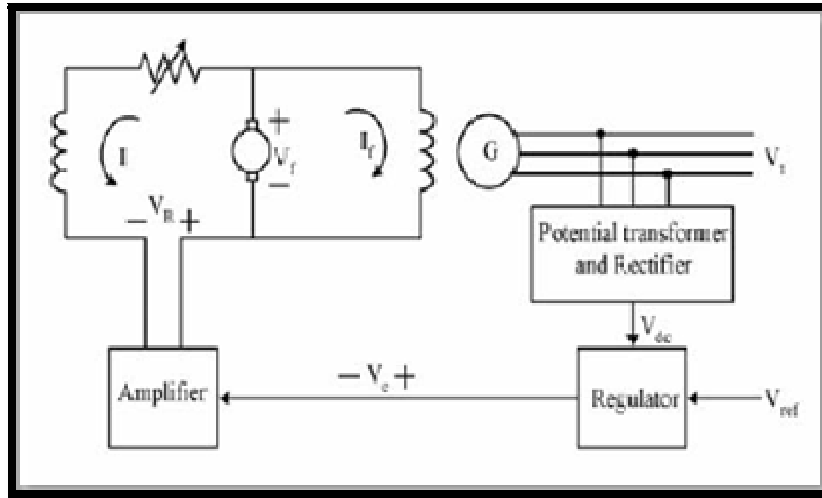 I
+
V_f
−
I_f
G
V_t
− V_R +
Potential transformer
and Rectifier
V_dc
Amplifier
− V_e +
Regulator
V_ref